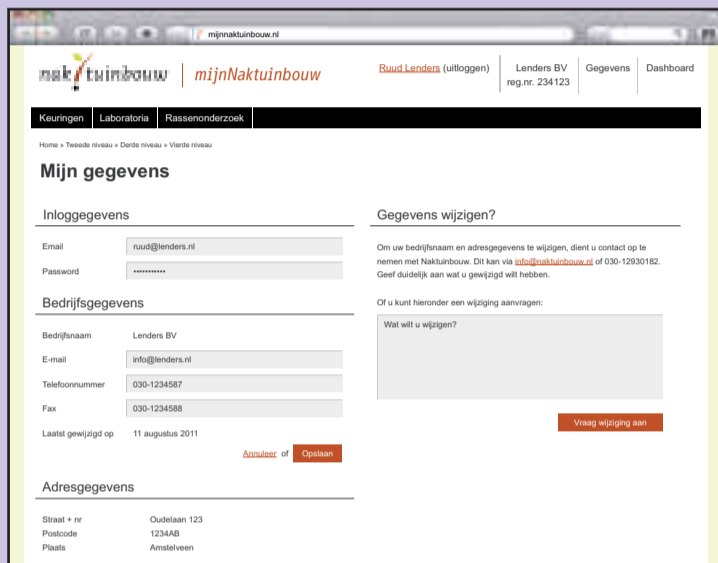 mijnnaktuinbouw.nl
nak tuinbouw
mijnNaktuinbouw
Ruud Lenders (uitloggen)
Lenders BV
reg.nr. 234123
Gegevens
Dashboard
Keuringen
Laboratoria
Rassenonderzoek
Home » Tweede niveau » Derde niveau » Vierde niveau
Mijn gegevens
Inloggegevens
Email
ruud@lenders.nl
Password
•••••••••••
Bedrijfsgegevens
Bedrijfsnaam
Lenders BV
E-mail
info@lenders.nl
Telefoonnummer
030-1234587
Fax
030-1234588
Laatst gewijzigd op
11 augustus 2011
Annuleer of Opslaan
Adresgegevens
Straat + nr
Oudelaan 123
Postcode
1234AB
Plaats
Amstelveen
Gegevens wijzigen?
Om uw bedrijfsnaam en adresgegevens te wijzigen, dient u contact op te
nemen met Naktuinbouw. Dit kan via info@naktuinbouw.nl of 030-12930182.
Geef duidelijk aan wat u gewijzigd wilt hebben.
Of u kunt hieronder een wijziging aanvragen:
Wat wilt u wijzigen?
Vraag wijziging aan